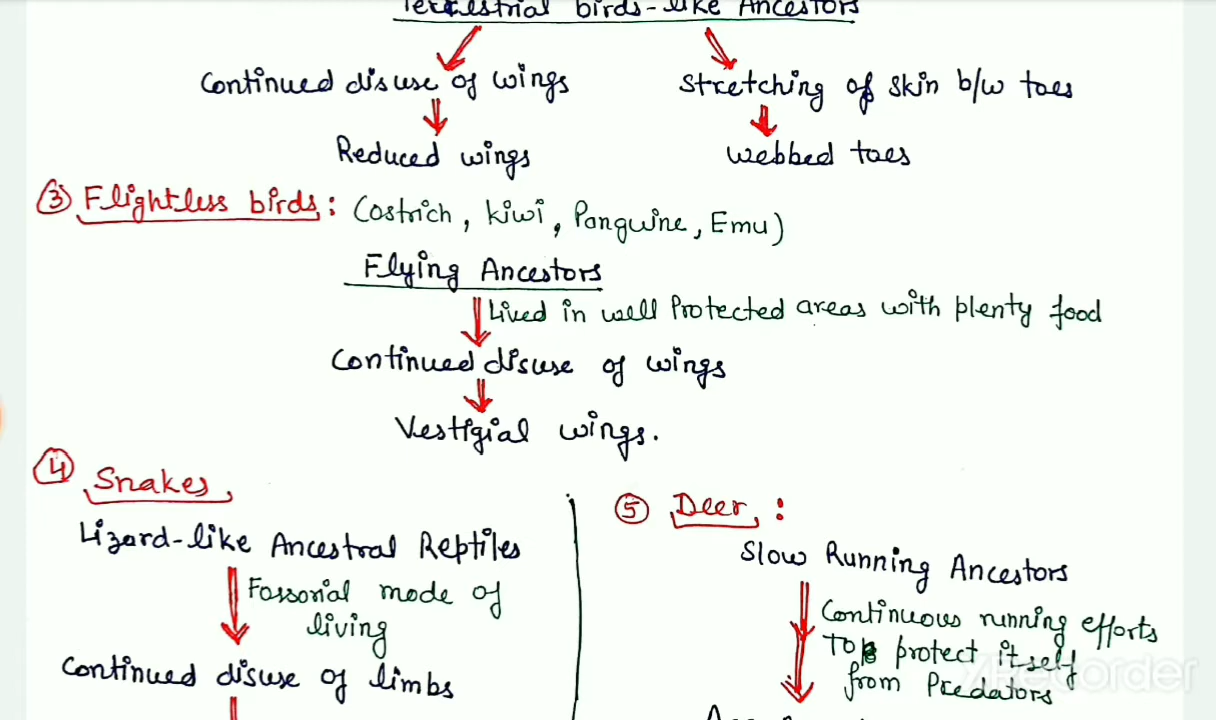 Terrestrial birds-like Ancestors
Continued disuse of wings
Stretching of skin b/w toes
Reduced wings
webbed toes
③ Flightless birds: (ostrich, kiwi, Panguine, Emu)
Flying Ancestors
Lived in well Protected areas with plenty food
Continued disuse of wings
Vestigial wings.
④ Snakes,
Lizard-like Ancestral Reptiles
Fossorial mode of
living
Continued disuse of limbs
⑤ Deer :
Slow Running Ancestors
Continuous running efforts
To protect itself
from Predators
XRecorder